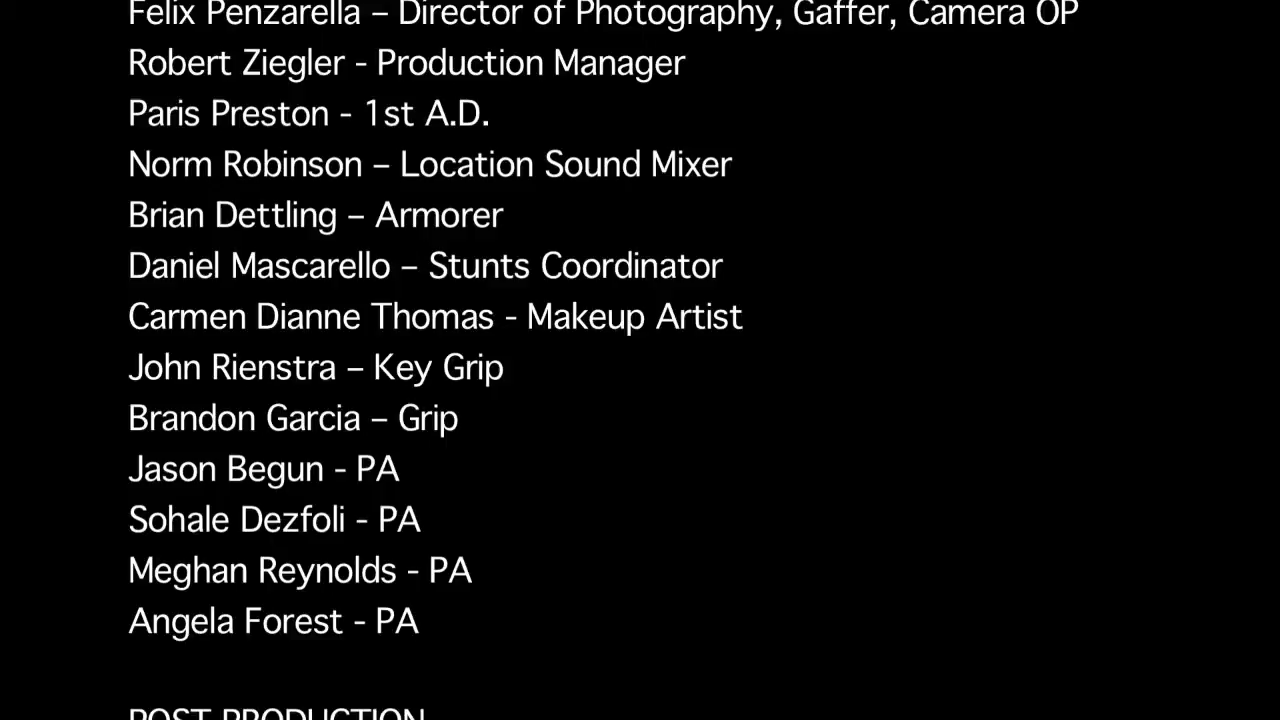 Felix Penzarella – Director of Photography, Gaffer, Camera OP
Robert Ziegler - Production Manager
Paris Preston - 1st A.D.
Norm Robinson – Location Sound Mixer
Brian Dettling – Armorer
Daniel Mascarello – Stunts Coordinator
Carmen Dianne Thomas - Makeup Artist
John Rienstra – Key Grip
Brandon Garcia – Grip
Jason Begun - PA
Sohale Dezfoli - PA
Meghan Reynolds - PA
Angela Forest - PA
POST PRODUCTION